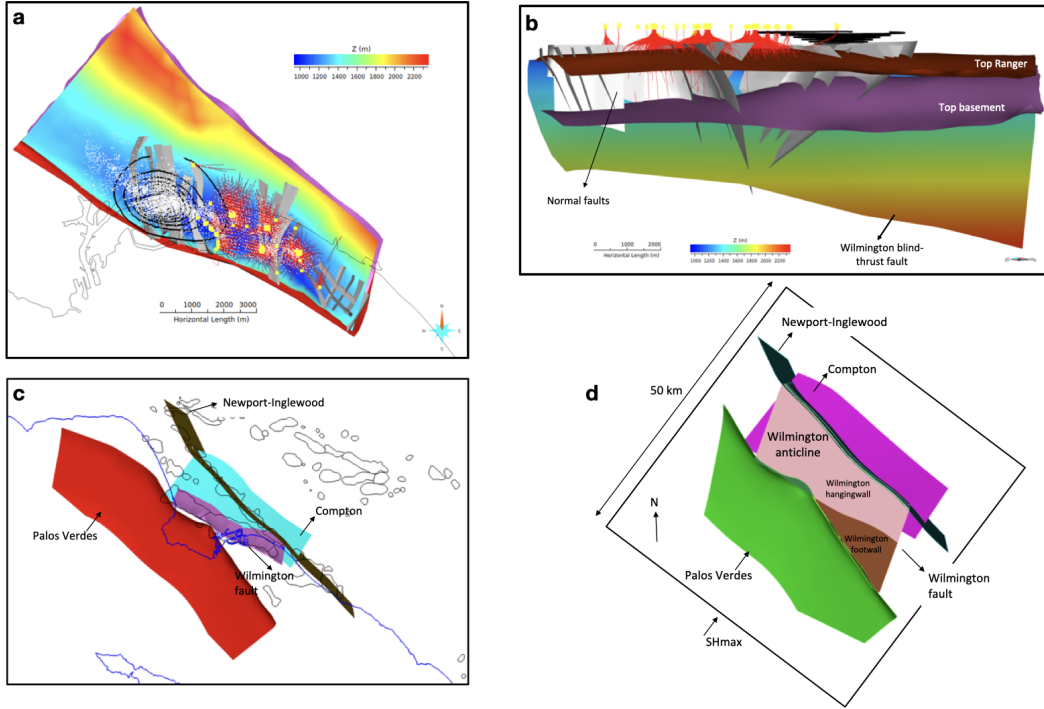 a
Z (m)
1000 1200 1400 1600 1800 2000 2200
0 1000 2000 3000
Horizontal Length (m)
b
Top Ranger
Top basement
Normal faults
0 1000 2000
Horizontal Length (m)
Z (m)
1000 1200 1400 1600 1800 2000 2200
Wilmington blind-
thrust fault
c
Newport-Inglewood
Palos Verdes
Compton
Wilmington
fault
d
50 km
Newport-Inglewood
Compton
Wilmington
anticline
Wilmington
hangingwall
N
Wilmington
footwall
Palos Verdes
Wilmington
fault
SHmax